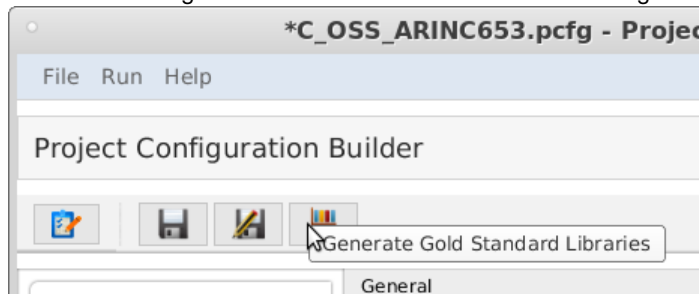 *C_OSS_ARINC653.pcfg - Projec
File Run Help
Project Configuration Builder
Generate Gold Standard Libraries
General